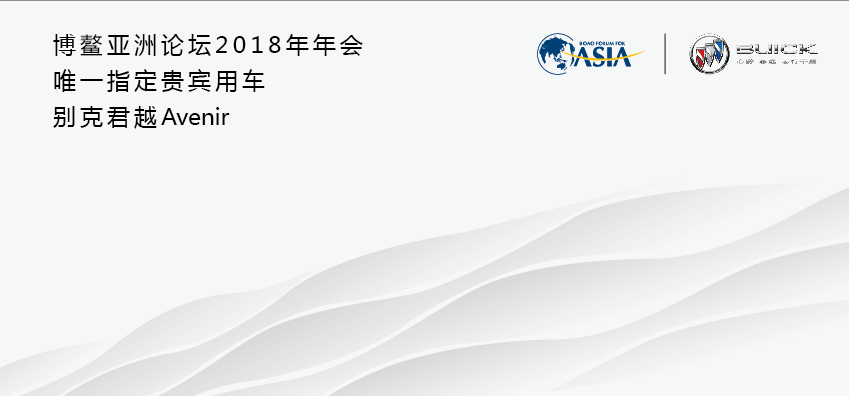 博鳌亚洲论坛2018年年会
唯一指定贵宾用车
别克君越Avenir
BOAO FORUM FOR
ASIA
BUICK